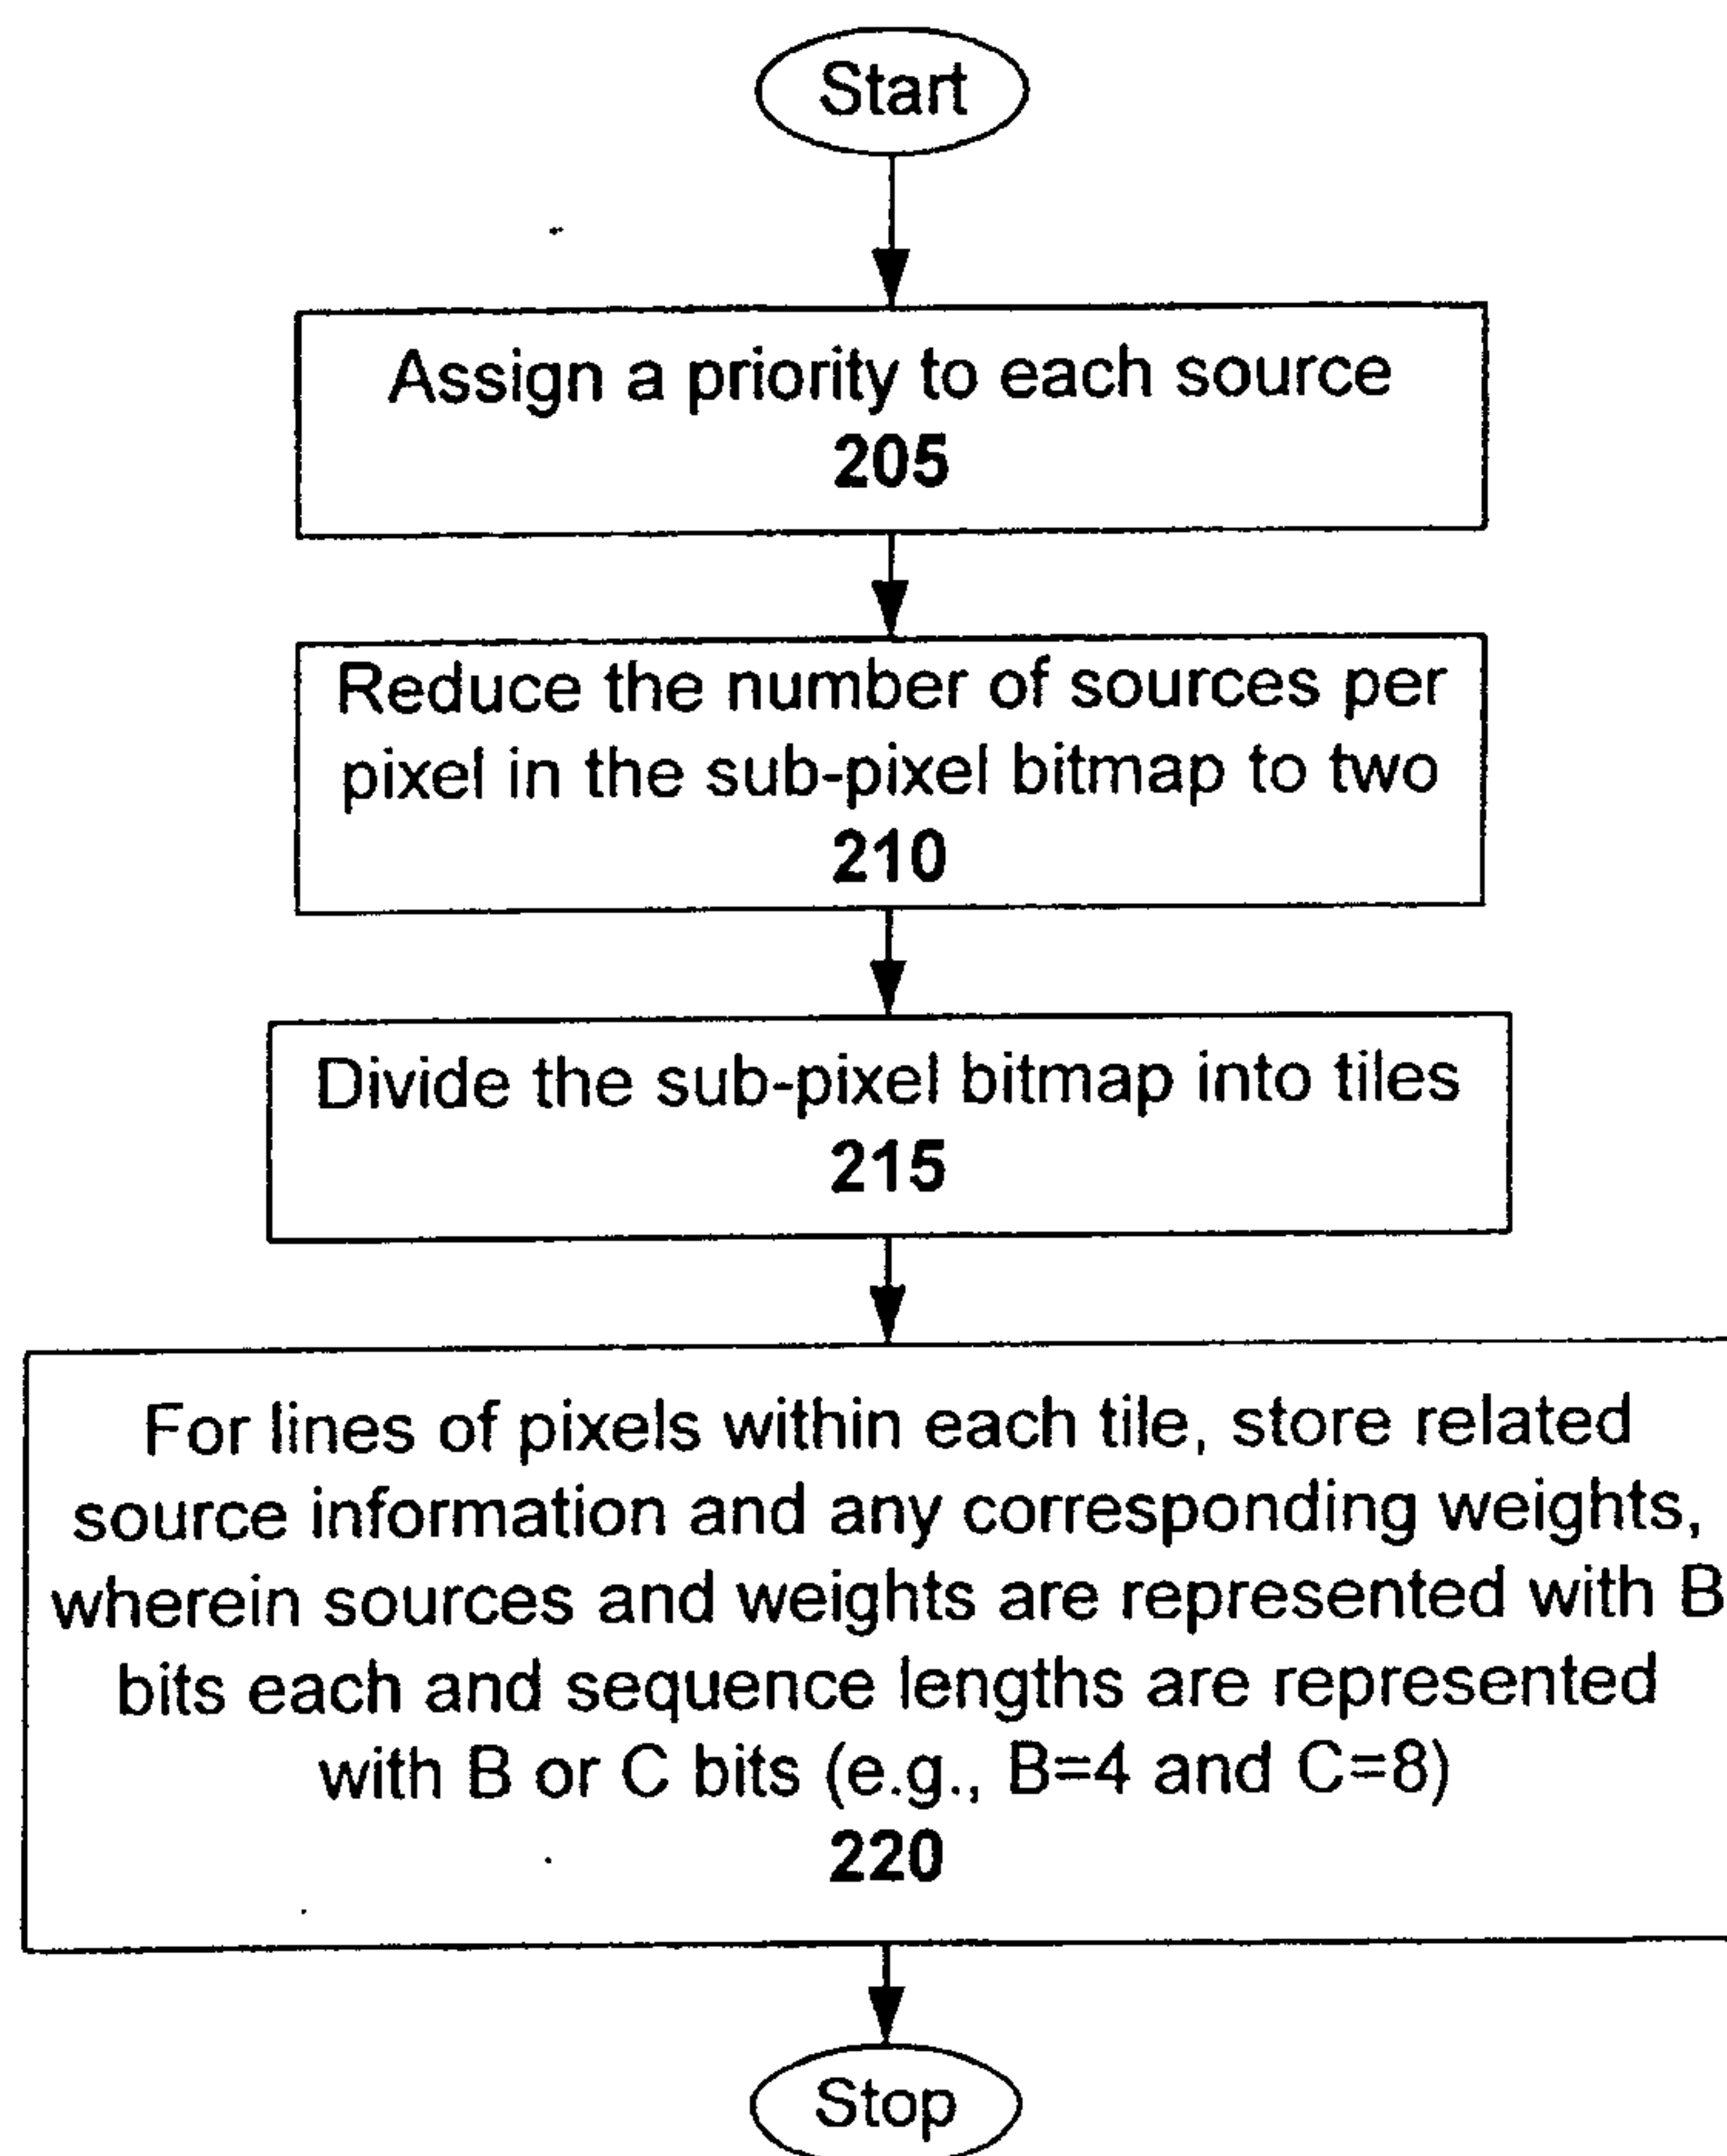 Start
Assign a priority to each source
205
Reduce the number of sources per
pixel in the sub-pixel bitmap to two
210
Divide the sub-pixel bitmap into tiles
215
For lines of pixels within each tile, store related
source information and any corresponding weights,
wherein sources and weights are represented with B
bits each and sequence lengths are represented
with B or C bits (e.g., B=4 and C=8)
220
Stop